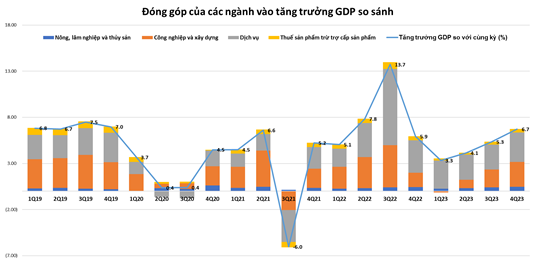 Đóng góp của các ngành vào tăng trưởng GDP so sánh
18.00
Nông, lâm nghiệp và thủy sản Công nghiệp và xây dựng Dịch vụ Thuế sản phẩm trừ trợ cấp sản phẩm Tăng trưởng GDP so với cùng kỳ (%)
13.00
8.00
3.00
(2.00)
(7.00)
6.8 6.7 7.5 7.0 3.7 0.4 0.4 4.5 4.5 6.6 -6.0 5.2 5.1 7.8 13.7 5.9 3.3 4.1 5.3 6.7
1Q19 2Q19 3Q19 4Q19 1Q20 2Q20 3Q20 4Q20 1Q21 2Q21 3Q21 4Q21 1Q22 2Q22 3Q22 4Q22 1Q23 2Q23 3Q23 4Q23